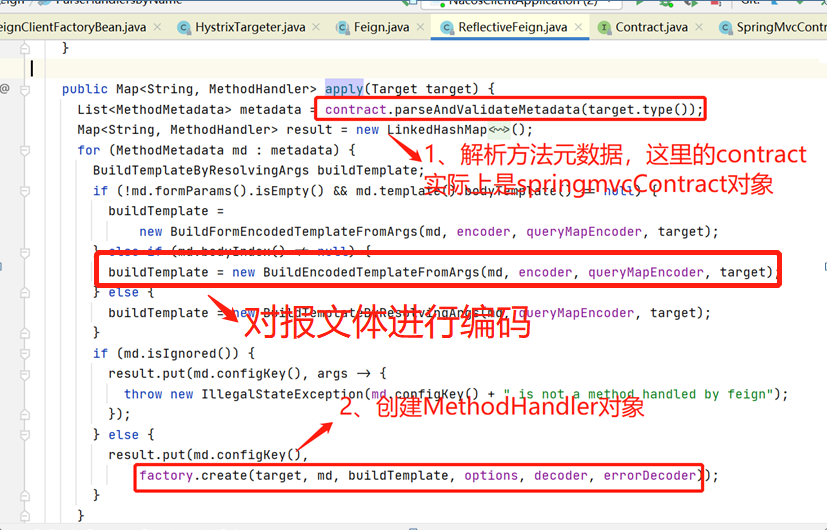 ParseHandlersByName
NacosClientApplication (2)
Git:
eignClientFactoryBean.java × HystrixTargeter.java × Feign.java × ReflectiveFeign.java × Contract.java × SpringMvcContr
}
@ public Map<String, MethodHandler> apply(Target target) {
List<MethodMetadata> metadata = contract.parseAndValidateMetadata(target.type());
Map<String, MethodHandler> result = new LinkedHashMap<~>();
for (MethodMetadata md : metadata) {
1、解析方法元数据，这里的contract
BuildTemplateByResolvingArgs buildTemplate;
实际上是springmvcContract对象
if (!md.formParams().isEmpty() && md.template().bodyTemplate() == null) {
buildTemplate =
new BuildFormEncodedTemplateFromArgs(md, encoder, queryMapEncoder, target);
} else if (md.bodyIndex() != null) {
buildTemplate = new BuildEncodedTemplateFromArgs(md, encoder, queryMapEncoder, target);
} else {
buildTemplate = new BuildTemplateByResolvingArgs(md, queryMapEncoder, target);
对报文体进行编码
}
if (md.isIgnored()) {
result.put(md.configKey(), args -> {
throw new IllegalStateException(md.configKey() + " is not a method handled by feign");
});
2、创建MethodHandler对象
} else {
result.put(md.configKey(),
factory.create(target, md, buildTemplate, options, decoder, errorDecoder));
}
}